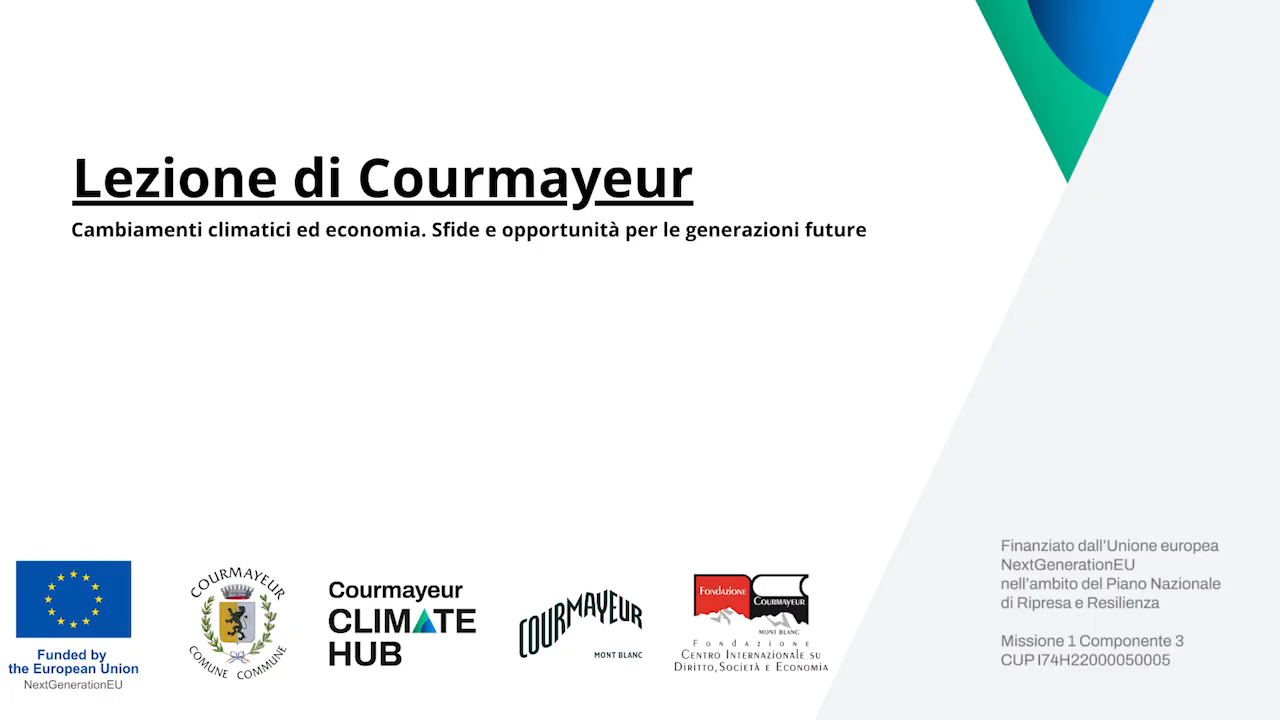 Lezione di Courmayeur
Cambiamenti climatici ed economia. Sfide e opportunità per le generazioni future
Funded by
the European Union
NextGenerationEU
COURMAYEUR
COMUNE COMMUNE
Courmayeur
CLIMATE
HUB
COURMAYEUR
MONT BLANC
FONDAZIONE
COURMAYEUR
MONT BLANC
Fondazione
CENTRO INTERNAZIONALE SU
DIRITTO, SOCIETÀ E ECONOMIA
Finanziato dall'Unione europea
NextGenerationEU
nell'ambito del Piano Nazionale
di Ripresa e Resilienza
Missione 1 Componente 3
CUP I74H22000050005